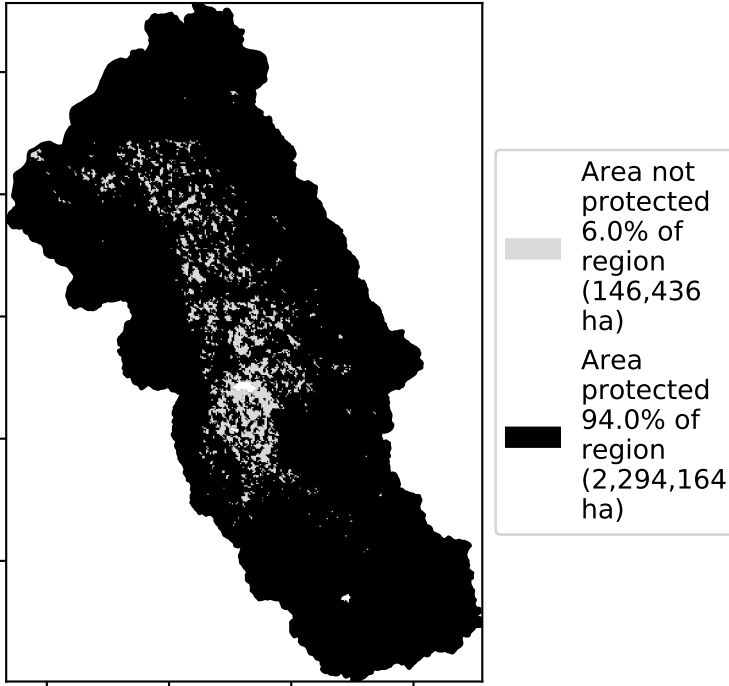 Area not
protected
6.0% of
region
(146,436
ha)
Area
protected
94.0% of
region
(2,294,164
ha)